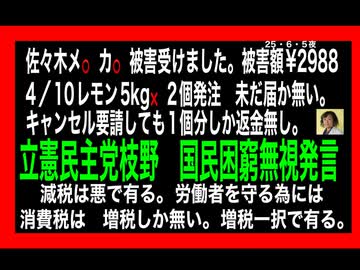 25・6・5夜
佐々木メ。カ。被害受けました。被害額¥2988
4/10レモン5kgx 2個発注 未だ届か無い。
キャンセル要請しても1個分しか返金無し。
立憲民主党枝野 国民困窮無視発言
減税は悪で有る。労働者を守る為には
消費税は 増税しか無い。増税一択で有る。